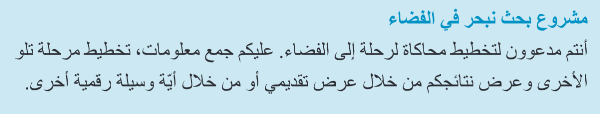 مشروع بحث نبحر في الفضاء
أنتم مدعوون لتخطيط محاكاة لرحلة إلى الفضاء. عليكم جمع معلومات، تخطيط مرحلة تلو
الأخرى وعرض نتائجكم من خلال عرض تقديمي أو من خلال أيّة وسيلة رقمية أخرى.